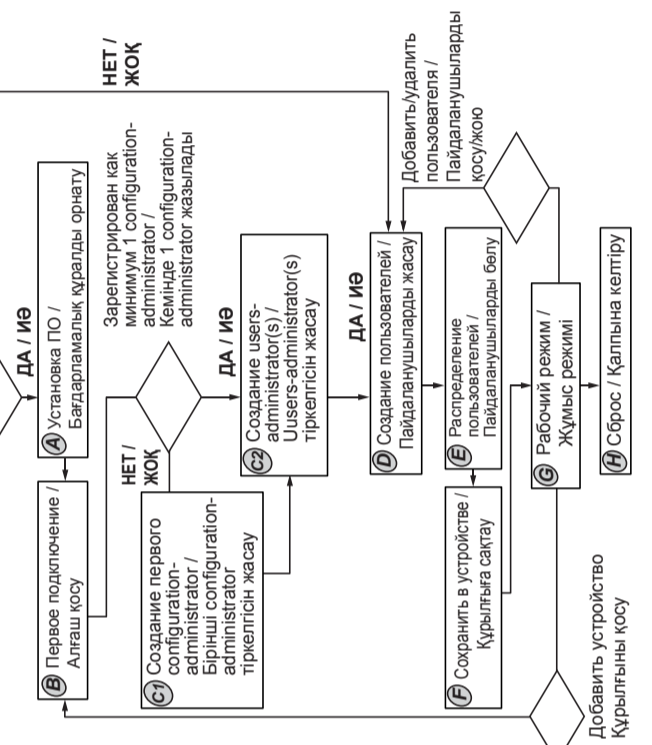 НЕТ /
ЖОҚ
ДА / ИӘ
A Установка ПО /
Бағдарламалық құралды орнату
B Первое подключение /
Алғаш қосу
Зарегистрирован как
минимум 1 configuration-
administrator /
Кемінде 1 configuration-
administrator жазылады
НЕТ /
ЖОҚ
ДА / ИӘ
C1 Создание первого
configuration-
administrator /
Бірінші configuration-
administrator
тіркелгісін жасау
C2 Создание users-
administrator(s) /
Uusers-administrator(s)
тіркелгісін жасау
ДА / ИӘ
D Создание пользователей /
Пайдаланушыларды жасау
Добавить/удалить
пользователя /
Пайдаланушыларды
қосу/жою
E Распределение
пользователей /
Пайдаланушыларды бөлу
F Сохранить в устройстве /
Құрылғыға сақтау
G Рабочий режим /
Жұмыс режимі
H Сброс / Қалпына келтіру
Добавить устройство
Құрылғыны қосу